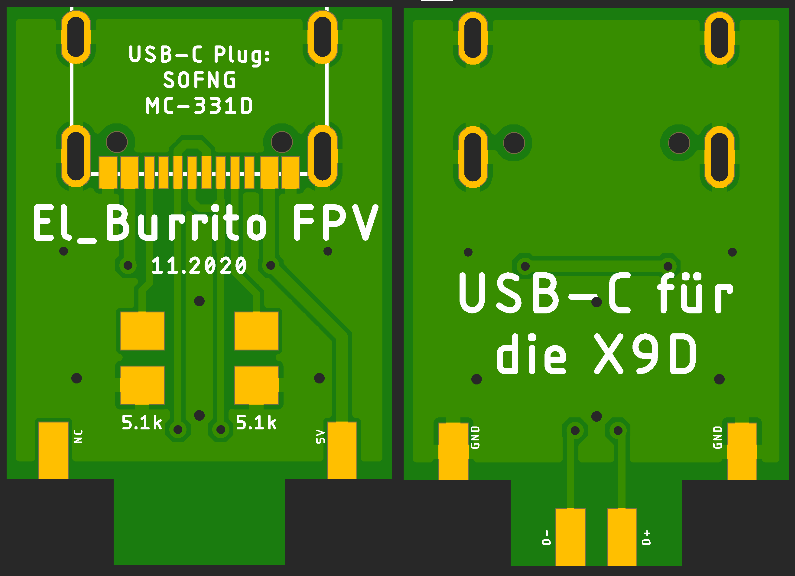 USB-C Plug:
SOFNG
MC-331D
El_Burrito FPV
11.2020
5.1k
5.1k
NC
5V
USB-C für
die X9D
GND
GND
D-
D+